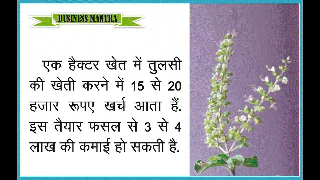 BUSINESS MANTRA
एक हैक्टर खेत में तुलसी
की खेती करने में 15 से 20
हजार रूपए खर्च आता हैं.
इस तैयार फसल से 3 से 4
लाख की कमाई हो सकती है.